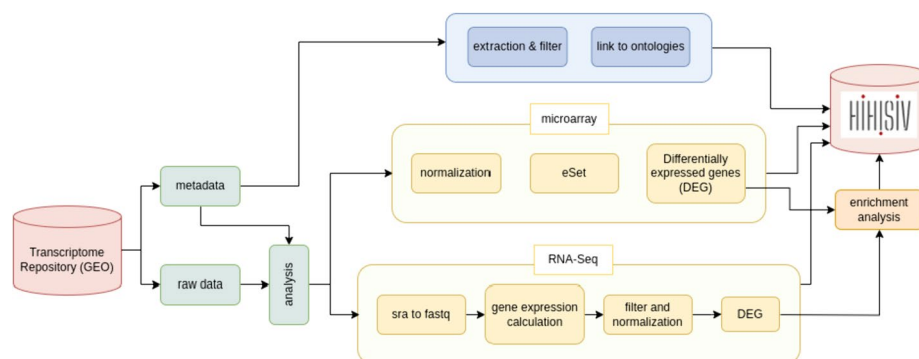 extraction & filter
link to ontologies
HIHISIV
microarray
normalization
eSet
Differentially
expressed genes
(DEG)
metadata
enrichment
analysis
Transcriptome
Repository (GEO)
raw data
analysis
RNA-Seq
sra to fastq
gene expression
calculation
filter and
normalization
DEG